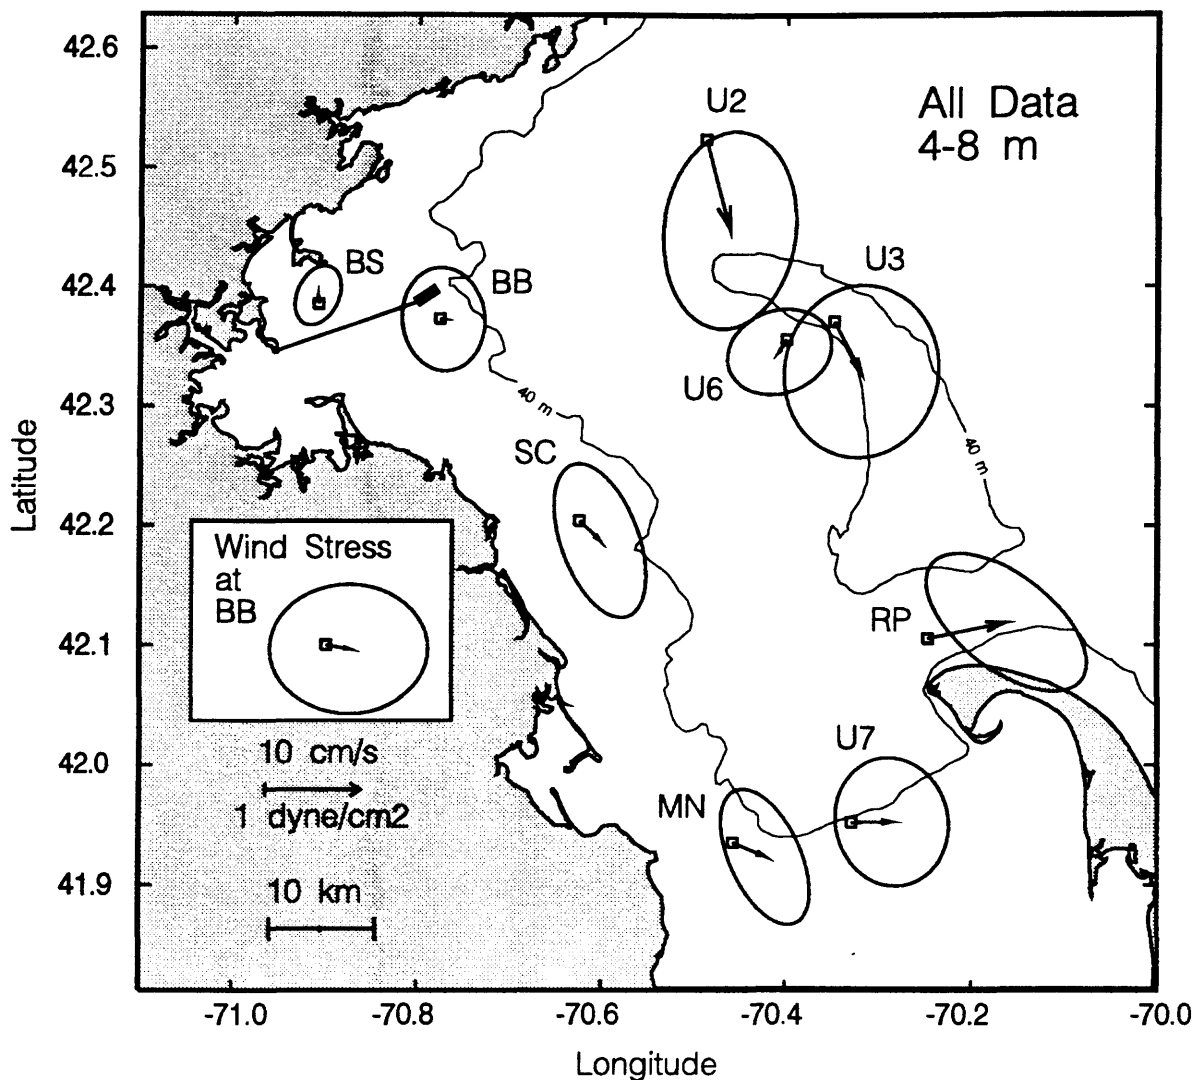 All Data
4-8 m
U2
U3
BS
BB
U6
40 m
40 m
SC
RP
U7
MN
Wind Stress
at
BB
10 cm/s
1 dyne/cm2
10 km
Latitude
42.6
42.5
42.4
42.3
42.2
42.1
42.0
41.9
-71.0
-70.8
-70.6
-70.4
-70.2
-70.0
Longitude